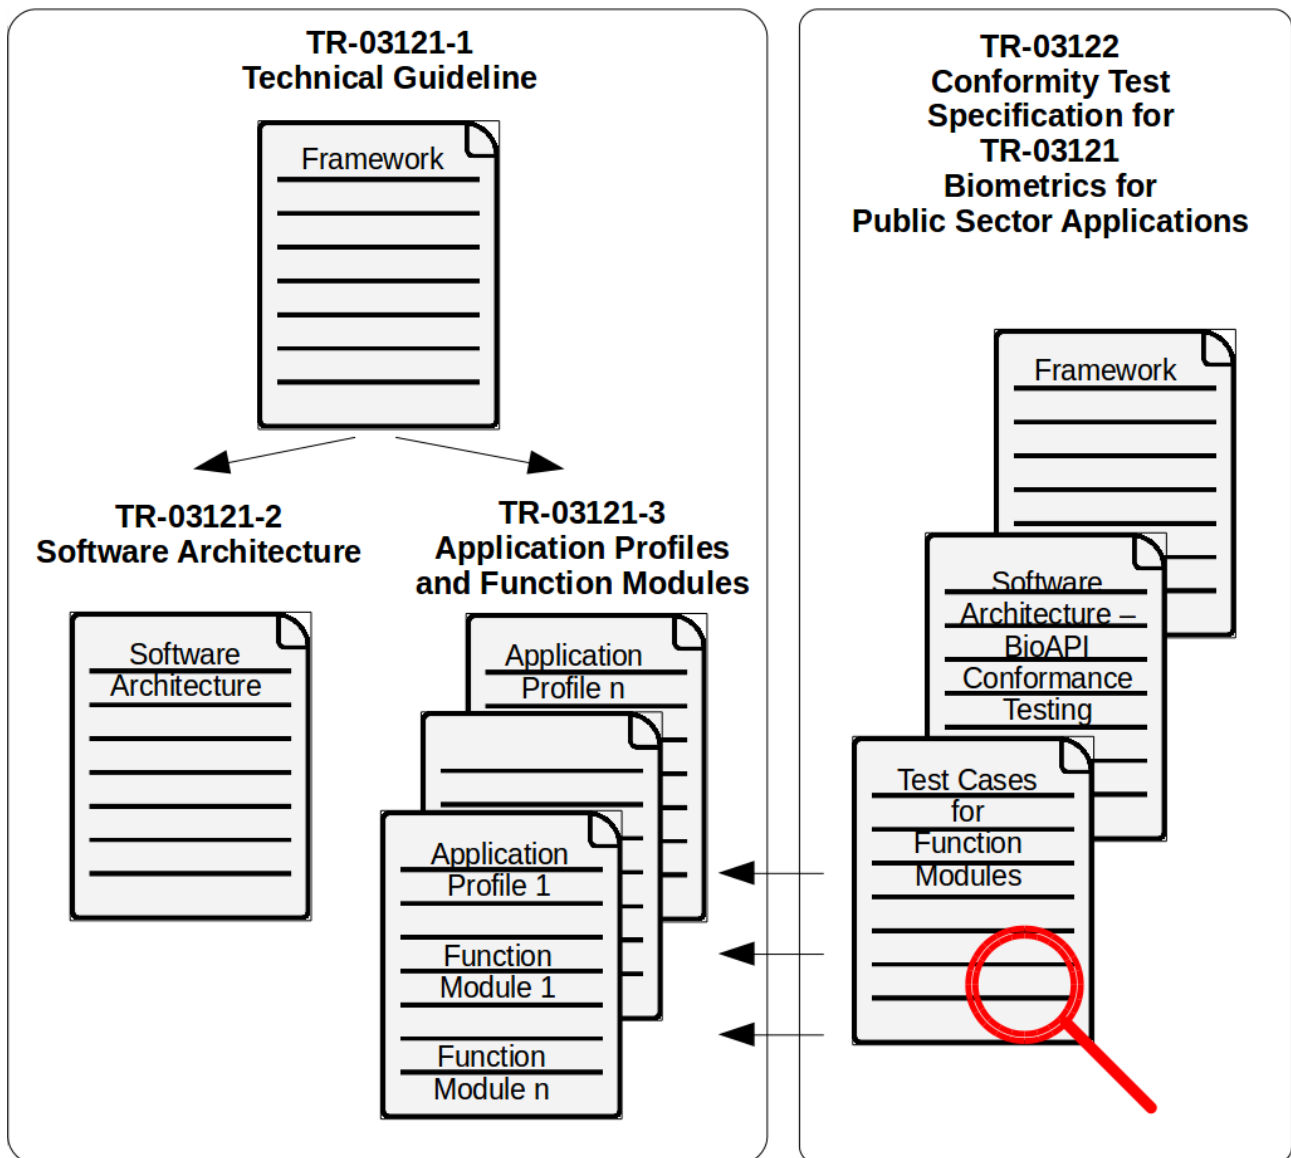 TR-03121-1
Technical Guideline
Framework
TR-03121-2
Software Architecture
Software
Architecture
TR-03121-3
Application Profiles
and Function Modules
Application
Profile n
Application
Profile 1
Function
Module 1
Function
Module n
TR-03122
Conformity Test
Specification for
TR-03121
Biometrics for
Public Sector Applications
Framework
Software
Architecture –
BioAPI
Conformance
Testing
Test Cases
for
Function
Modules